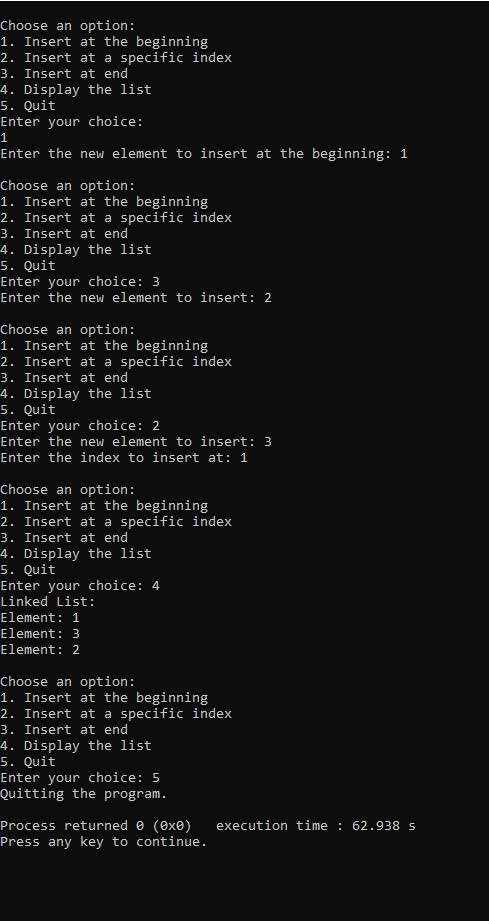 Choose an option:
1. Insert at the beginning
2. Insert at a specific index
3. Insert at end
4. Display the list
5. Quit
Enter your choice:
1
Enter the new element to insert at the beginning: 1
Choose an option:
1. Insert at the beginning
2. Insert at a specific index
3. Insert at end
4. Display the list
5. Quit
Enter your choice: 3
Enter the new element to insert: 2
Choose an option:
1. Insert at the beginning
2. Insert at a specific index
3. Insert at end
4. Display the list
5. Quit
Enter your choice: 2
Enter the new element to insert: 3
Enter the index to insert at: 1
Choose an option:
1. Insert at the beginning
2. Insert at a specific index
3. Insert at end
4. Display the list
5. Quit
Enter your choice: 4
Linked List:
Element: 1
Element: 3
Element: 2
Choose an option:
1. Insert at the beginning
2. Insert at a specific index
3. Insert at end
4. Display the list
5. Quit
Enter your choice: 5
Quitting the program.
Process returned 0 (0x0)   execution time : 62.938 s
Press any key to continue.